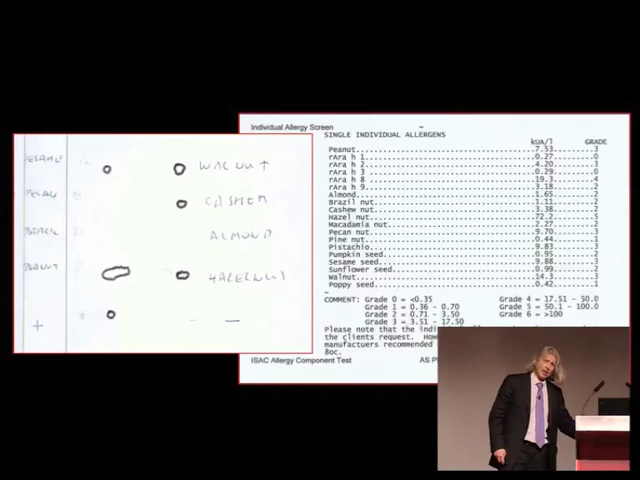 SESAME
WALNUT
PECAN
CASHEW
BRAZIL
ALMOND
PEANUT
HAZELNUT
+
+
Individual Allergy Screen
SINGLE INDIVIDUAL ALLERGENS
kUA/l GRADE
Peanut 7.53 3
rAra h 1 0.27 0
rAra h 2 4.20 3
rAra h 3 0.29 0
rAra h 8 19.3 4
rAra h 9 3.18 2
Almond 1.65 2
Brazil nut 1.11 2
Cashew nut 3.38 2
Hazel nut 72.2 5
Macadamia nut 2.27 2
Pecan nut 9.70 3
Pine nut 0.44 1
Pistachio 9.83 3
Pumpkin seed 0.95 2
Sesame seed 9.88 3
Sunflower seed 0.99 2
Walnut 14.3 3
Poppy seed 0.42 1
COMMENT: Grade 0 = <0.35 Grade 4 = 17.51 - 50.0
Grade 1 = 0.36 - 0.70 Grade 5 = 50.1 - 100.0
Grade 2 = 0.71 - 3.50 Grade 6 = >100
Grade 3 = 3.51 - 17.50
Please note that the indi
the clients request. How
manufactuers recommended
Boc.
ISAC Allergy Component Test AS P